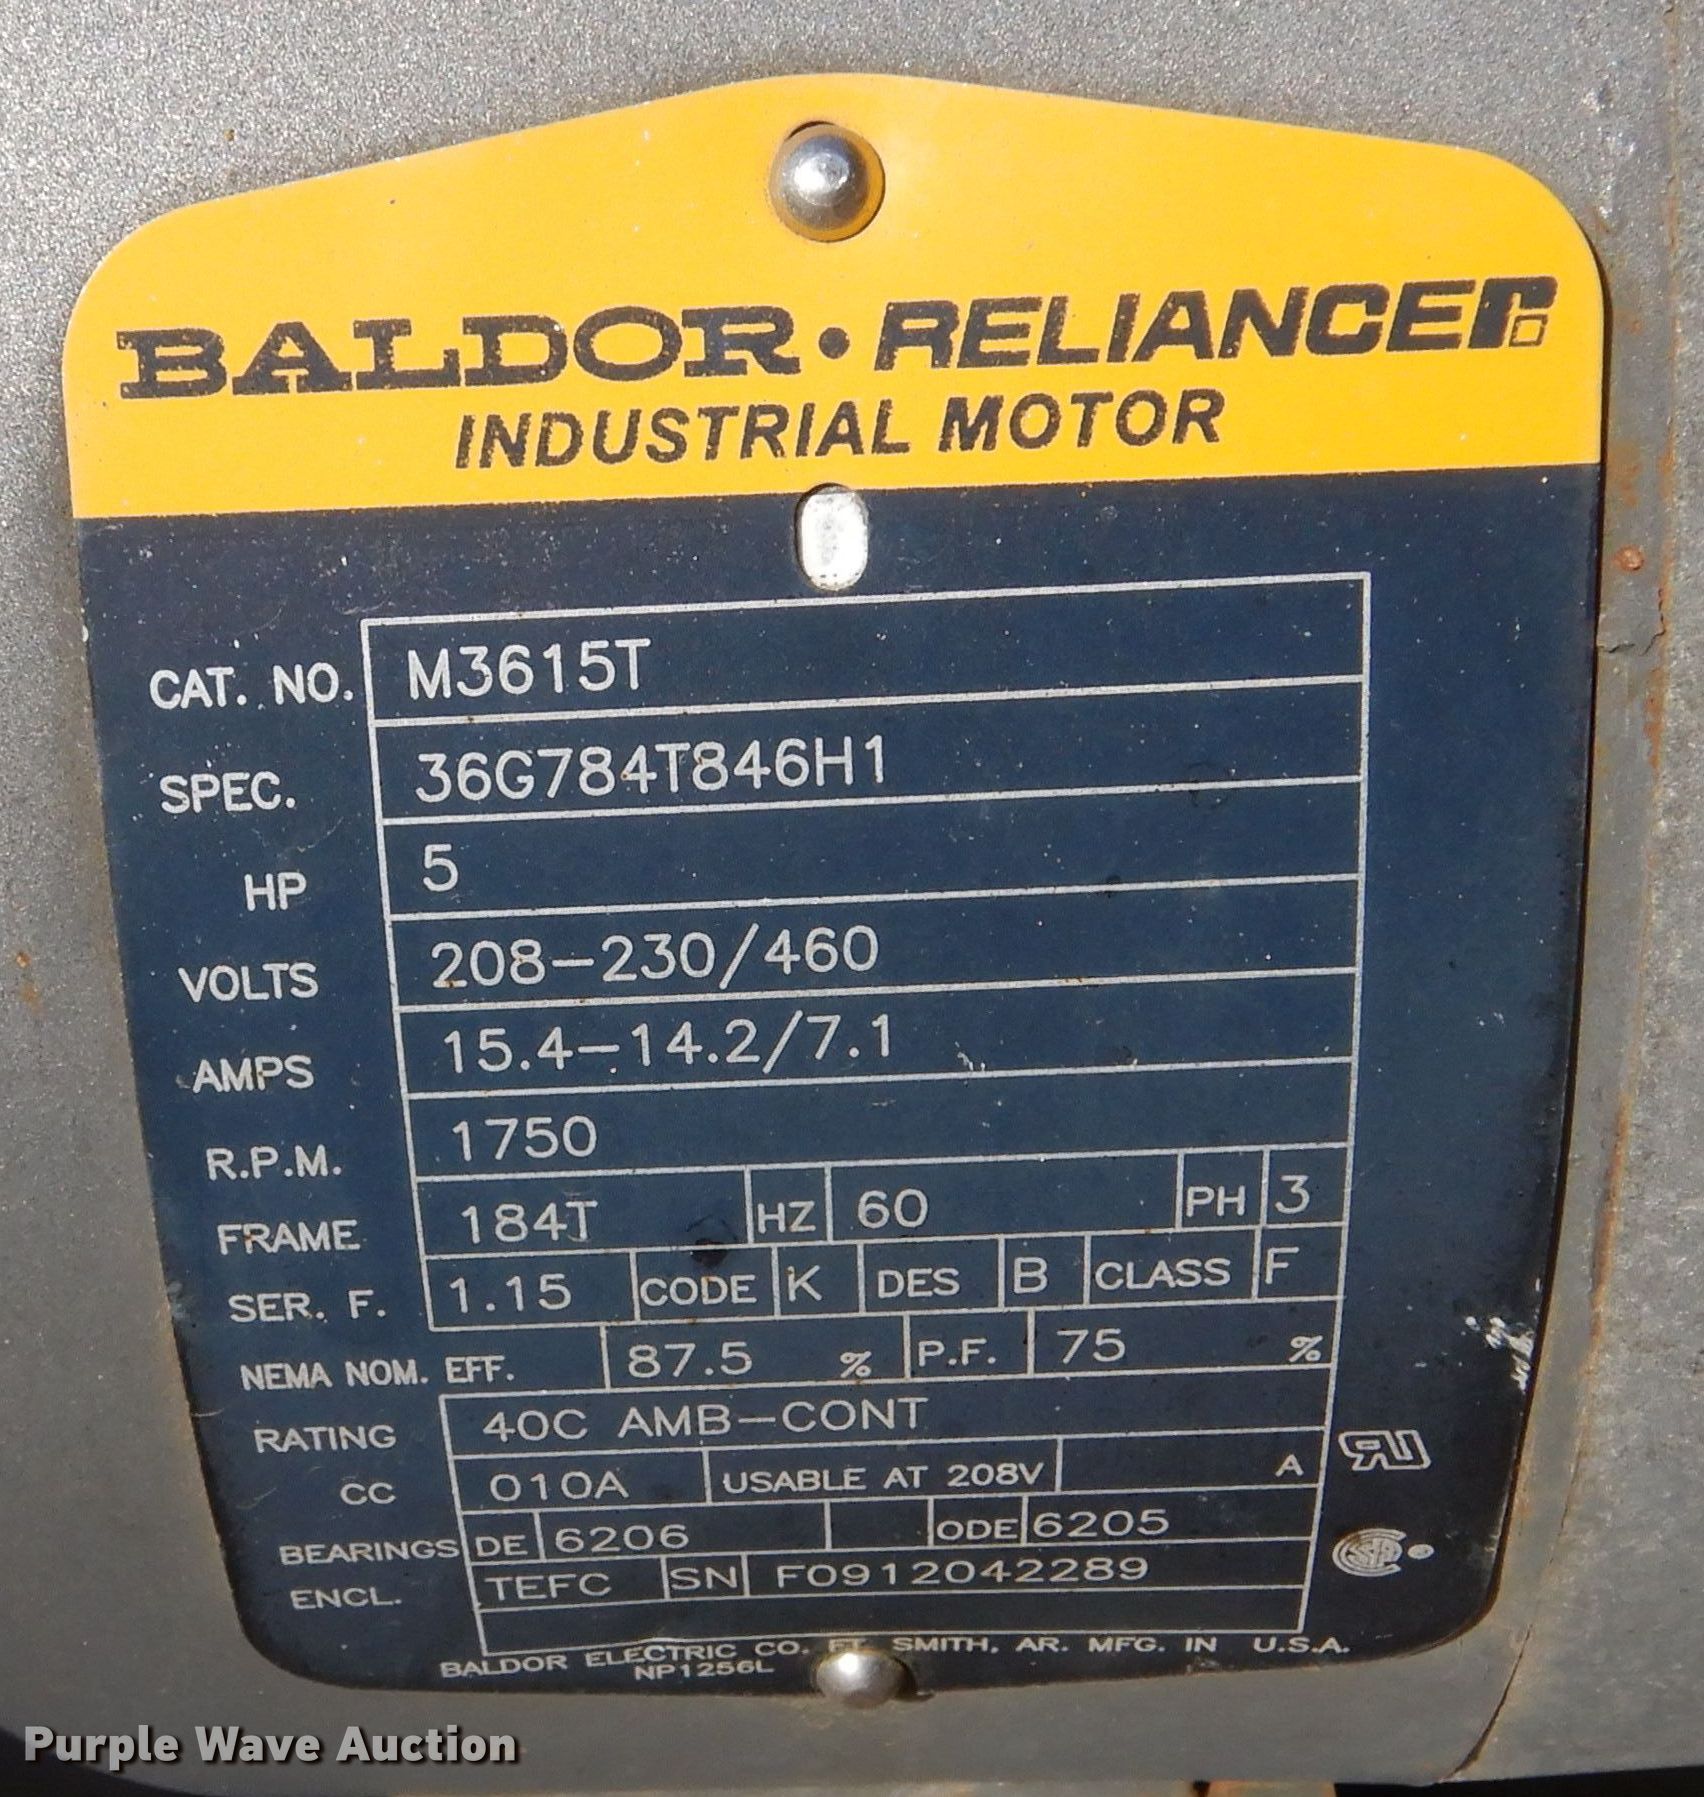 BALDOR • RELIANCE
INDUSTRIAL MOTOR
CAT. NO. M3615T
SPEC. 36G784T846H1
HP 5
VOLTS 208-230/460
AMPS 15.4-14.2/7.1
R.P.M. 1750
FRAME 184T HZ 60 PH 3
SER. F. 1.15 CODE K DES B CLASS F
NEMA NOM. EFF. 87.5 % P.F. 75 %
RATING 40C AMB-CONT
CC 010A USABLE AT 208V A
BEARINGS DE 6206 ODE 6205
ENCL. TEFC SN F0912042289
BALDOR ELECTRIC CO. FT. SMITH, AR. MFG. IN U.S.A.
NP1256L
Purple Wave Auction